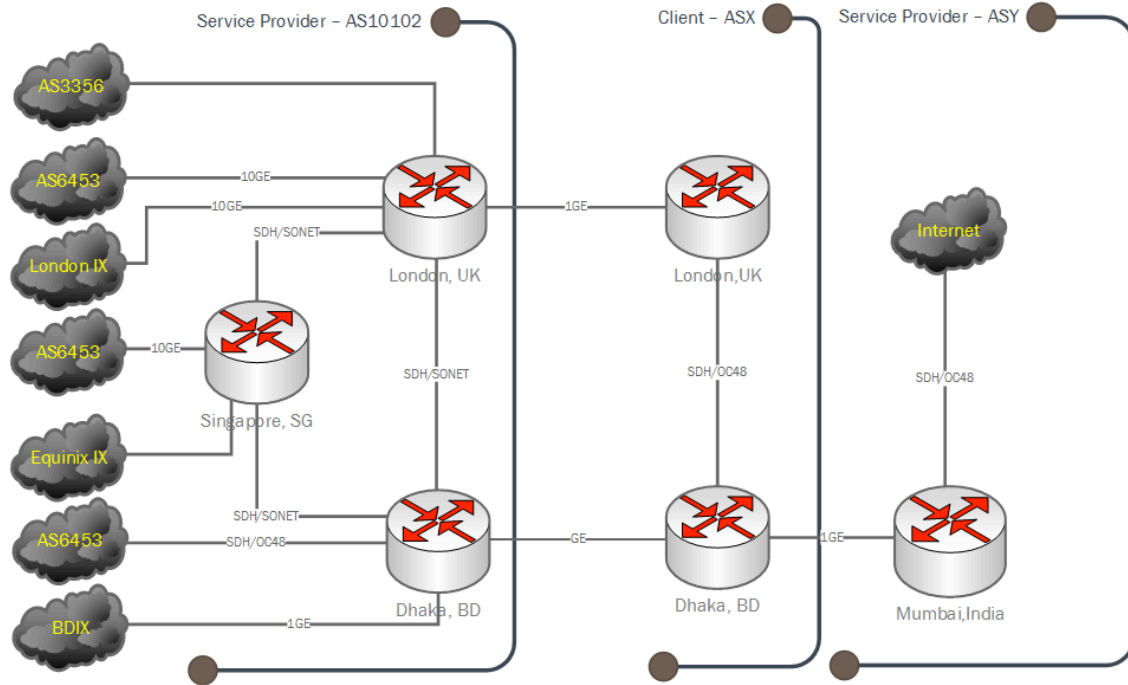 Service Provider – AS10102
Client – ASX
Service Provider – ASY
AS3356
AS6453
10GE
10GE
1GE
London IX
SDH/SONET
London, UK
London,UK
Internet
AS6453
10GE
SDH/SONET
SDH/OC48
SDH/OC48
Singapore, SG
Equinix IX
SDH/SONET
AS6453
SDH/OC48
GE
1GE
Dhaka, BD
Dhaka, BD
Mumbai,India
BDIX
1GE